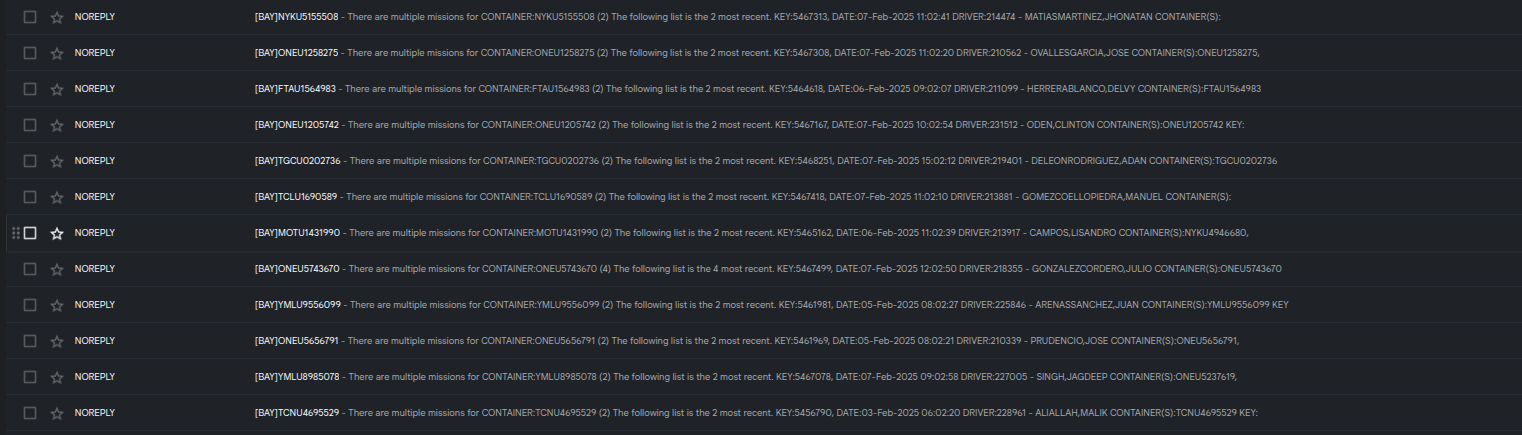 NOREPLY [BAY]NYKU5155508 - There are multiple missions for CONTAINER:NYKU5155508 (2) The following list is the 2 most recent. KEY:5467313, DATE:07-Feb-2025 11:02:41 DRIVER:214474 - MATIASMARTINEZ,JHONATAN CONTAINER(S):
NOREPLY [BAY]ONEU1258275 - There are multiple missions for CONTAINER:ONEU1258275 (2) The following list is the 2 most recent. KEY:5467308, DATE:07-Feb-2025 11:02:20 DRIVER:210562 - OVALLESGARCIA,JOSE CONTAINER(S):ONEU1258275,
NOREPLY [BAY]FTAU1564983 - There are multiple missions for CONTAINER:FTAU1564983 (2) The following list is the 2 most recent. KEY:5464618, DATE:06-Feb-2025 09:02:07 DRIVER:211099 - HERRERABLANCO,DELVY CONTAINER(S):FTAU1564983
NOREPLY [BAY]ONEU1205742 - There are multiple missions for CONTAINER:ONEU1205742 (2) The following list is the 2 most recent. KEY:5467167, DATE:07-Feb-2025 10:02:54 DRIVER:231512 - ODEN,CLINTON CONTAINER(S):ONEU1205742 KEY:
NOREPLY [BAY]TGCU0202736 - There are multiple missions for CONTAINER:TGCU0202736 (2) The following list is the 2 most recent. KEY:5468251, DATE:07-Feb-2025 15:02:12 DRIVER:219401 - DELEONRODRIGUEZ,ADAN CONTAINER(S):TGCU0202736
NOREPLY [BAY]TCLU1690589 - There are multiple missions for CONTAINER:TCLU1690589 (2) The following list is the 2 most recent. KEY:5467418, DATE:07-Feb-2025 11:02:10 DRIVER:213881 - GOMEZCOELLOPIEDRA,MANUEL CONTAINER(S):
NOREPLY [BAY]MOTU1431990 - There are multiple missions for CONTAINER:MOTU1431990 (2) The following list is the 2 most recent. KEY:5465162, DATE:06-Feb-2025 11:02:39 DRIVER:213917 - CAMPOS,LISANDRO CONTAINER(S):NYKU4946680,
NOREPLY [BAY]ONEU5743670 - There are multiple missions for CONTAINER:ONEU5743670 (4) The following list is the 4 most recent. KEY:5467499, DATE:07-Feb-2025 12:02:50 DRIVER:218355 - GONZALEZCORDERO,JULIO CONTAINER(S):ONEU5743670
NOREPLY [BAY]YMLU9556099 - There are multiple missions for CONTAINER:YMLU9556099 (2) The following list is the 2 most recent. KEY:5461981, DATE:05-Feb-2025 08:02:27 DRIVER:225846 - ARENASSANCHEZ,JUAN CONTAINER(S):YMLU9556099 KEY
NOREPLY [BAY]ONEU5656791 - There are multiple missions for CONTAINER:ONEU5656791 (2) The following list is the 2 most recent. KEY:5461969, DATE:05-Feb-2025 08:02:21 DRIVER:210339 - PRUDENCIO,JOSE CONTAINER(S):ONEU5656791,
NOREPLY [BAY]YMLU8985078 - There are multiple missions for CONTAINER:YMLU8985078 (2) The following list is the 2 most recent. KEY:5467078, DATE:07-Feb-2025 09:02:58 DRIVER:227005 - SINGH,JAGDEEP CONTAINER(S):ONEU5237619,
NOREPLY [BAY]TCNU4695529 - There are multiple missions for CONTAINER:TCNU4695529 (2) The following list is the 2 most recent. KEY:5456790, DATE:03-Feb-2025 06:02:20 DRIVER:228961 - ALIALLAH,MALIK CONTAINER(S):TCNU4695529 KEY: